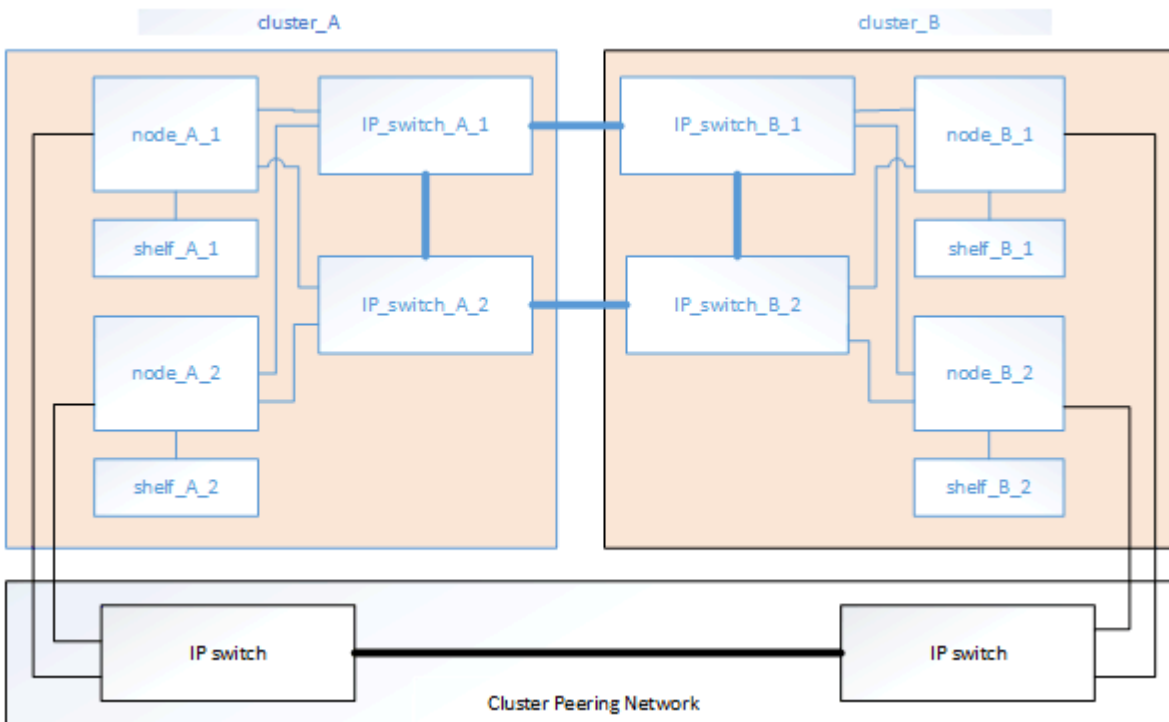 cluster_A
cluster_B
node_A_1
IP_switch_A_1
IP_switch_B_1
node_B_1
shelf_A_1
shelf_B_1
IP_switch_A_2
IP_switch_B_2
node_A_2
node_B_2
shelf_A_2
shelf_B_2
IP switch
IP switch
Cluster Peering Network